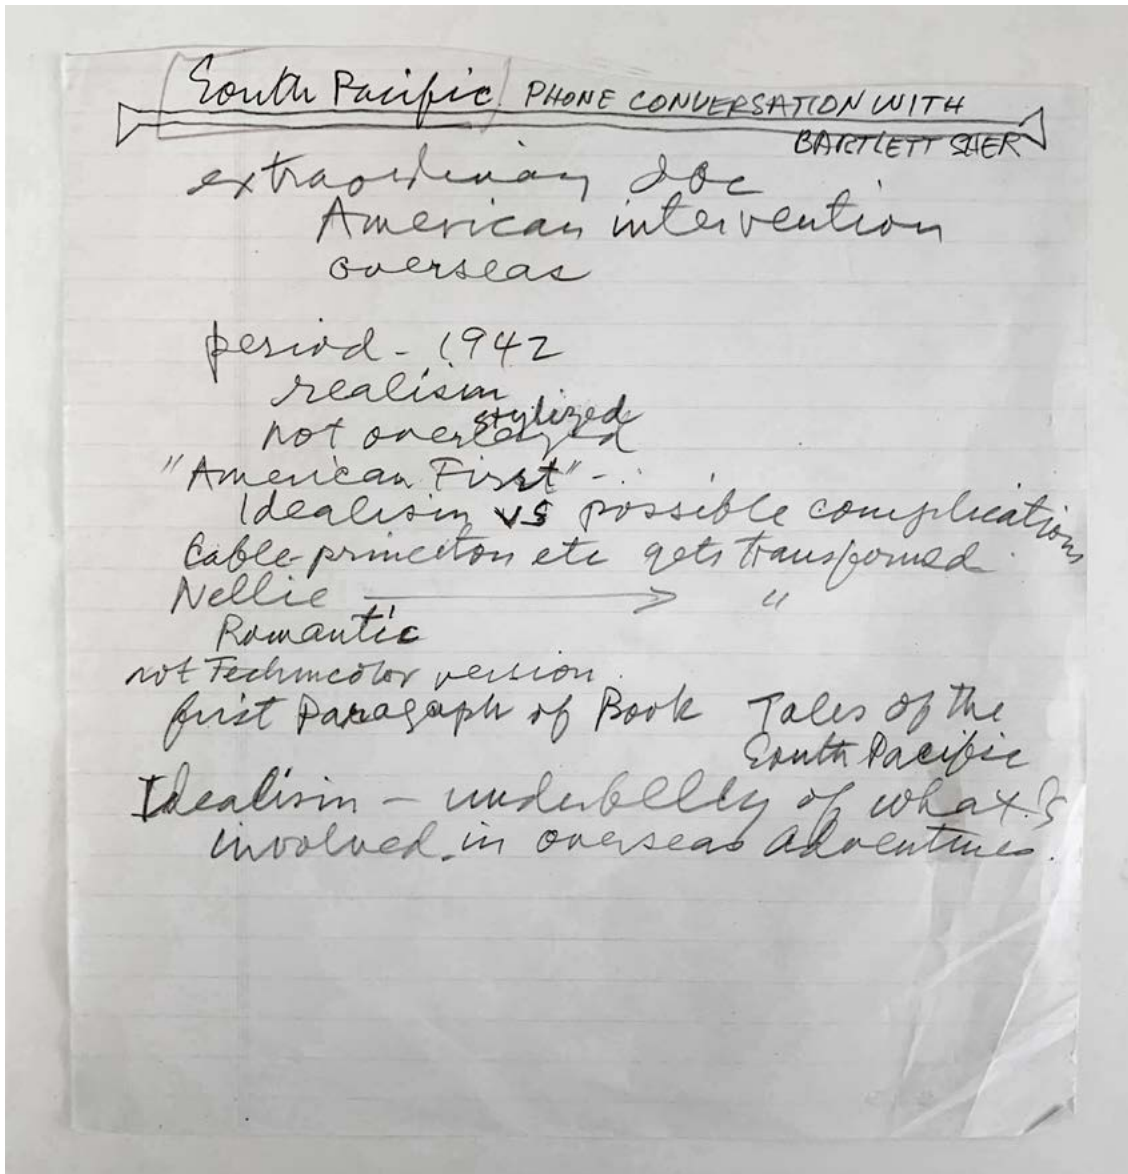 South Pacific PHONE CONVERSATION WITH
BARTLETT SHER
extraordinary doc
American intervention
overseas
period - 1942
realism
stylized
not over
"American First" -
Idealism vs possible complications
Cable-princeton etc gets transformed
Nellie → "
Romantic
not Technicolor version
first Paragraph of Book Tales of the
South Pacific
Idealism - underbelly of what's
involved in overseas adventures.